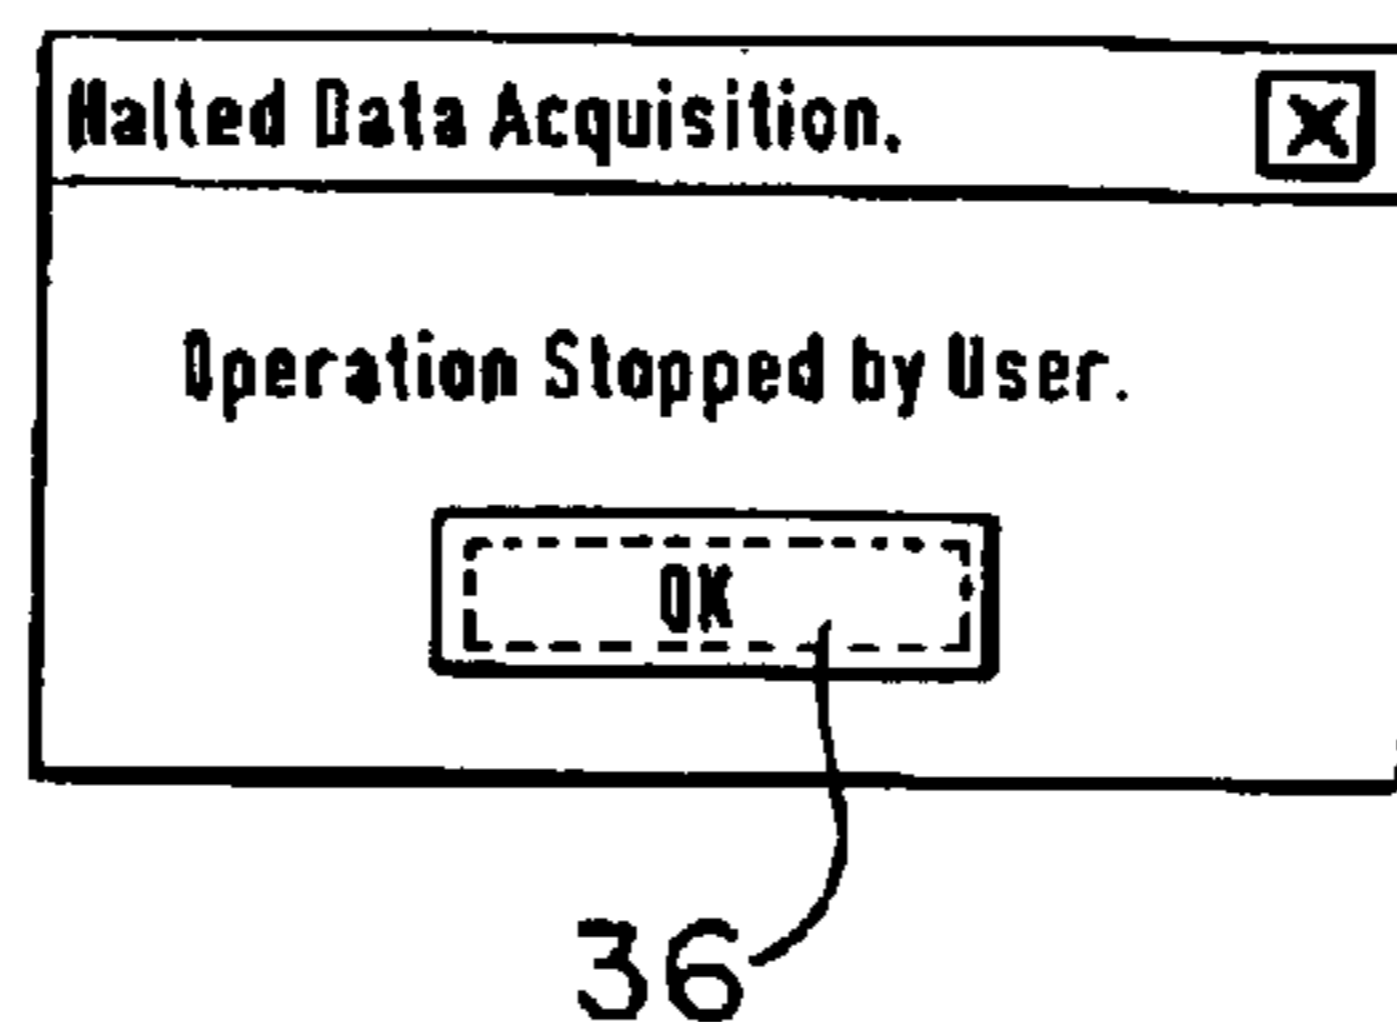 Halted Data Acquisition.
Operation Stopped by User.
OK
36